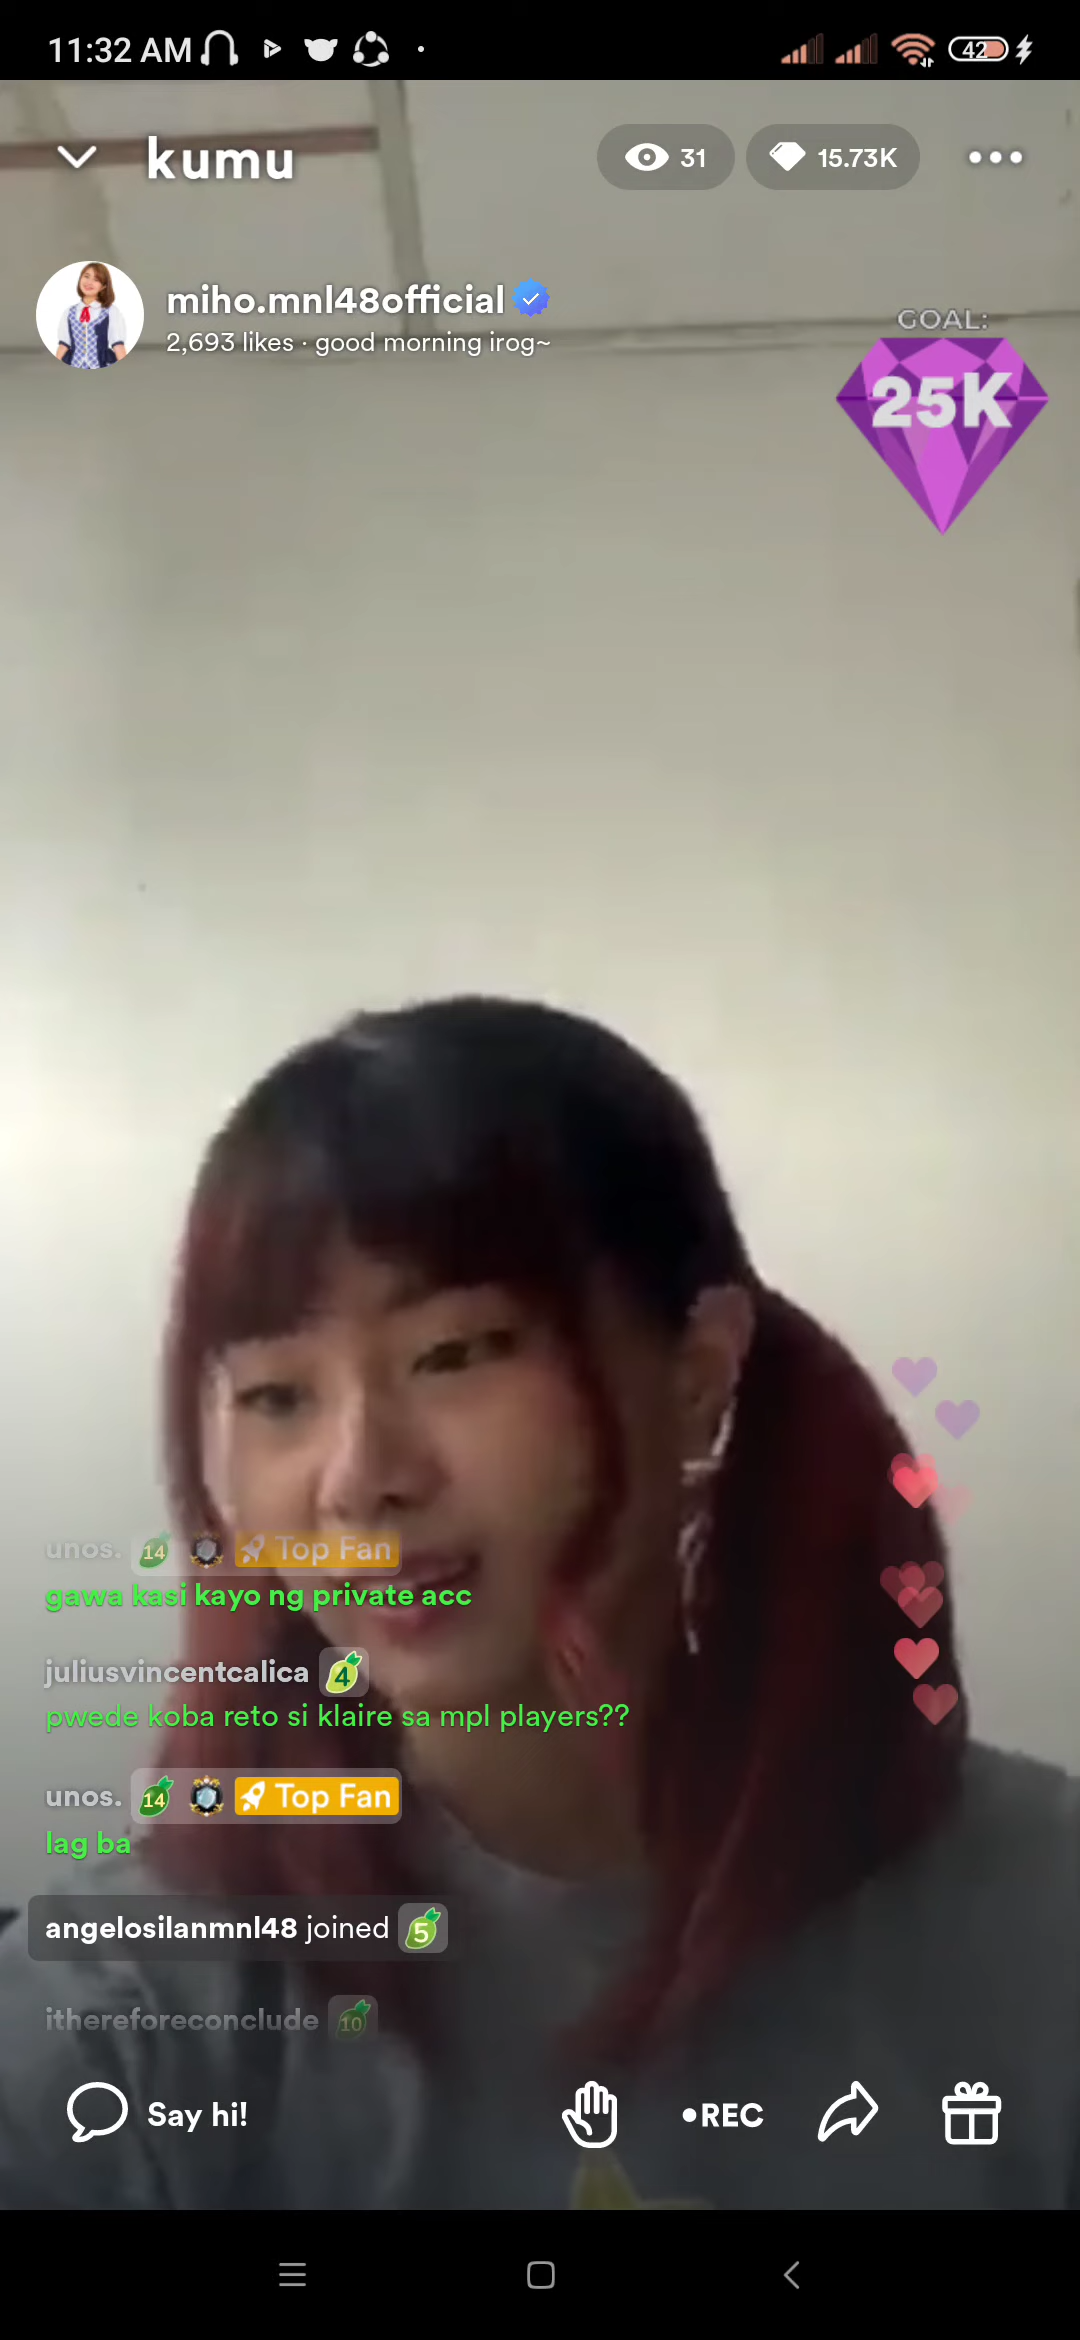 11:32 AM
42
kumu
31
15.73K
miho.mnl48official
2,693 likes · good morning irog~
GOAL:
25K
unos. 14 Top Fan
gawa kasi kayo ng private acc
juliusvincentcalica 4
pwede koba reto si klaire sa mpl players??
unos. 14 Top Fan
lag ba
angelosilanmnl48 joined 5
ithereforeconclude 10
Say hi!
•REC